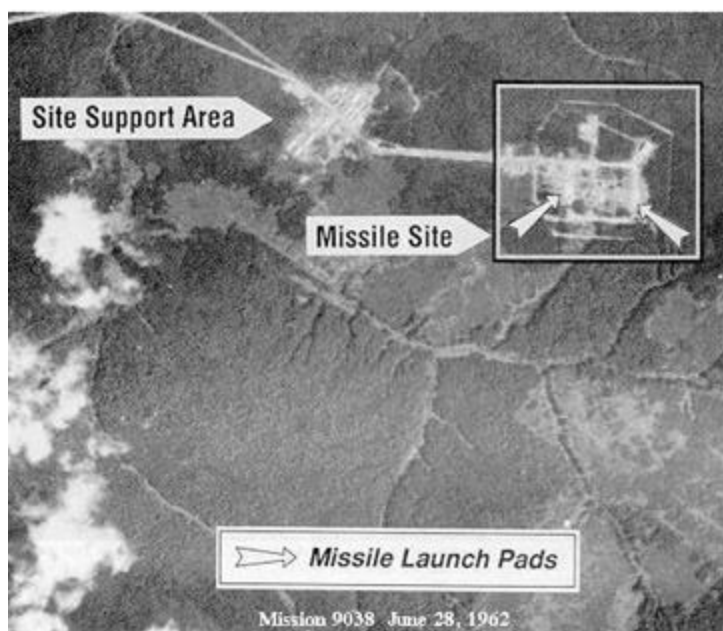 Site Support Area
Missile Site
Missile Launch Pads
Mission 9038 June 28, 1962